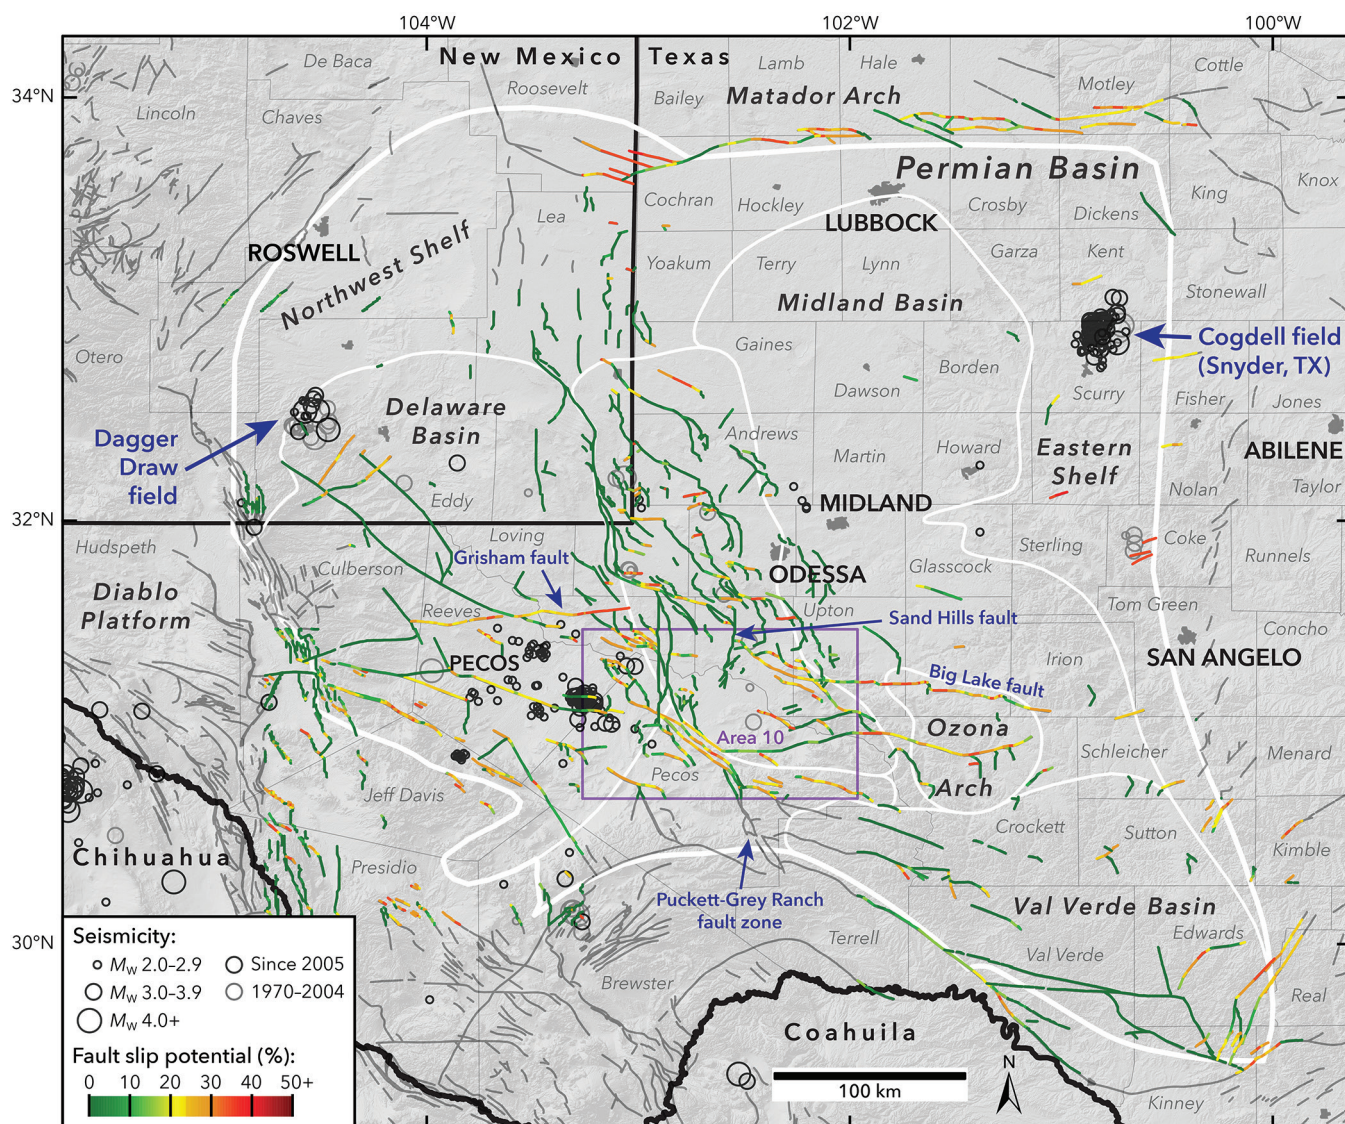 104°W
102°W
100°W
34°N
32°N
30°N
New Mexico
Texas
De Baca
Roosevelt
Lamb
Hale
Cottle
Bailey
Matador Arch
Motley
Lincoln
Chaves
Permian Basin
Cochran
Hockley
Crosby
Dickens
King
Knox
Lea
LUBBOCK
ROSWELL
Northwest Shelf
Yoakum
Terry
Lynn
Garza
Kent
Stonewall
Midland Basin
Cogdell field
(Snyder, TX)
Otero
Gaines
Borden
Dawson
Scurry
Fisher
Jones
Delaware
Basin
Dagger
Draw
field
Andrews
Martin
Howard
Eastern
Shelf
ABILENE
Eddy
MIDLAND
Nolan
Taylor
Hudspeth
Loving
Grisham fault
Culberson
ODESSA
Glasscock
Sterling
Coke
Runnels
Diablo
Platform
Reeves
Upton
Sand Hills fault
Tom Green
Concho
PECOS
Big Lake fault
Irion
SAN ANGELO
Area 10
Ozona
Arch
Schleicher
Menard
Pecos
Jeff Davis
Crockett
Sutton
Kimble
Chihuahua
Presidio
Puckett-Grey Ranch
fault zone
Val Verde Basin
Terrell
Val Verde
Edwards
Real
Brewster
Coahuila
Kinney
N
100 km
Seismicity:
Mw 2.0–2.9
Since 2005
Mw 3.0–3.9
1970–2004
Mw 4.0+
Fault slip potential (%):
0 10 20 30 40 50+